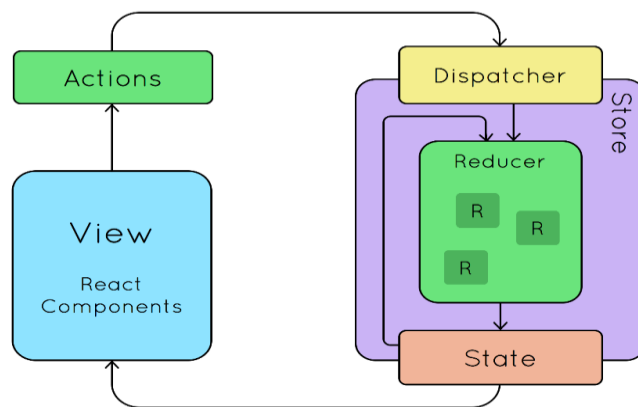 Actions
Dispatcher
Store
Reducer
R
R
R
View
React
Components
State